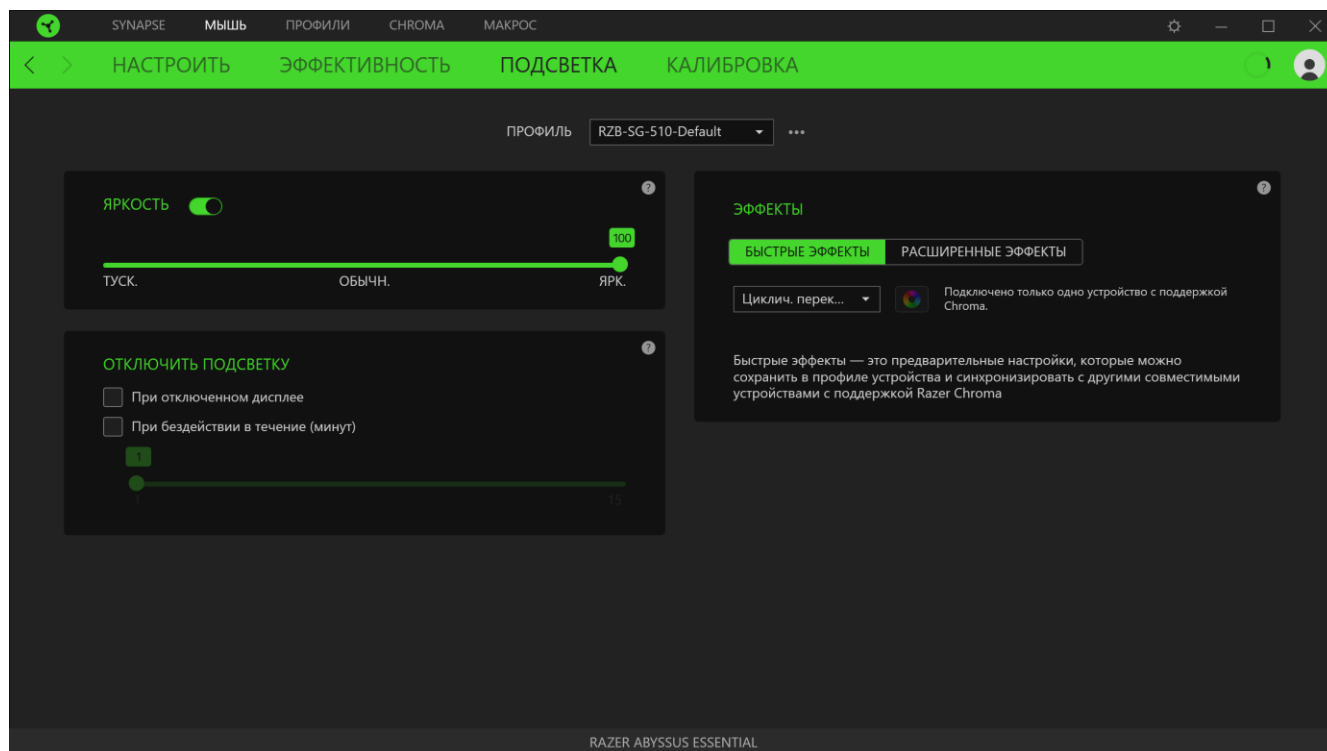 SYNAPSE МЫШЬ ПРОФИЛИ CHROMA МАКРОС
НАСТРОИТЬ ЭФФЕКТИВНОСТЬ ПОДСВЕТКА КАЛИБРОВКА
ПРОФИЛЬ RZB-SG-510-Default
ЯРКОСТЬ
100
ТУСК. ОБЫЧН. ЯРК.
ОТКЛЮЧИТЬ ПОДСВЕТКУ
При отключенном дисплее
При бездействии в течение (минут)
1
1 15
ЭФФЕКТЫ
БЫСТРЫЕ ЭФФЕКТЫ РАСШИРЕННЫЕ ЭФФЕКТЫ
Циклич. перек...
Подключено только одно устройство с поддержкой
Chroma.
Быстрые эффекты — это предварительные настройки, которые можно
сохранить в профиле устройства и синхронизировать с другими совместимыми
устройствами с поддержкой Razer Chroma
RAZER ABYSSUS ESSENTIAL